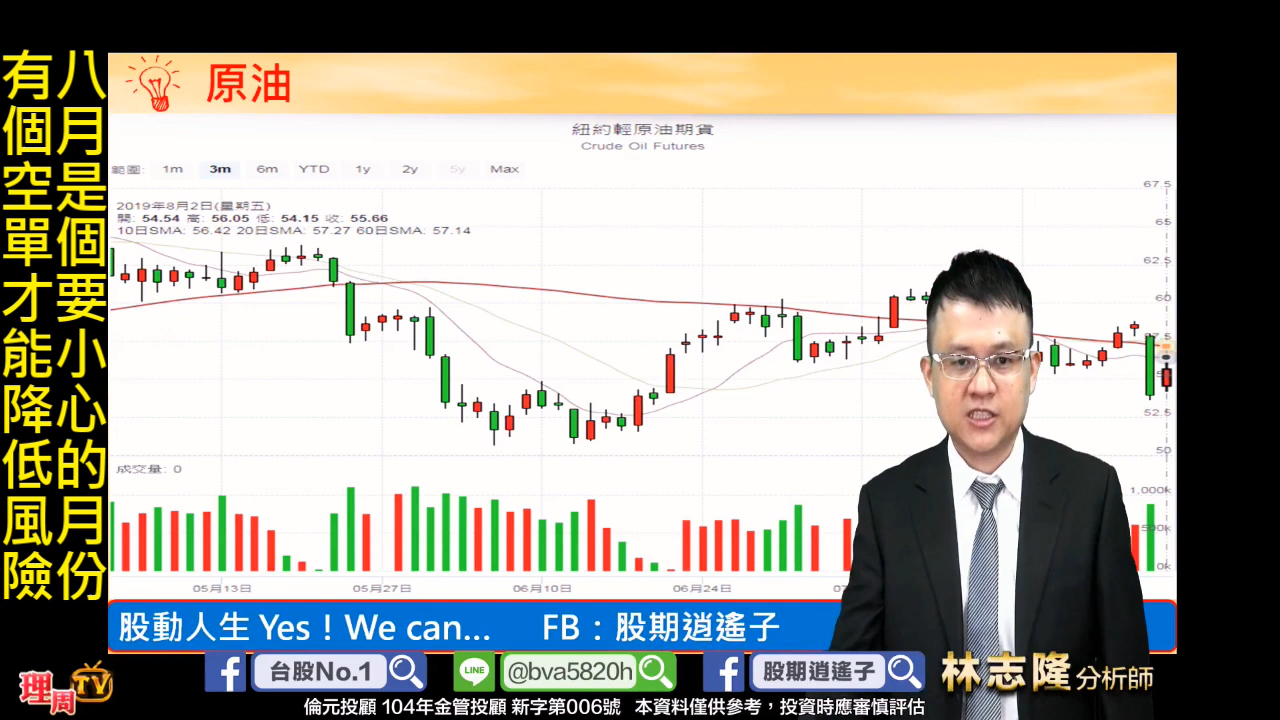 八月是個要小心的月份
有個空單才能降低風險
原油
紐約輕原油期貨
Crude Oil Futures
範圍: 1m 3m 6m YTD 1y 2y 5y Max
2019年8月2日(星期五)
開: 54.54 高: 56.05 低: 54.15 收: 55.66
10日SMA: 56.42 20日SMA: 57.27 60日SMA: 57.14
67.5
65
62.5
60
52.5
50
成交量: 0
1,000k
500k
0k
05月13日 05月27日 06月10日 06月24日
股動人生 Yes！We can... FB：股期逍遙子
理周TV
台股No.1 LINE @bva5820h 股期逍遙子
林志隆 分析師
倫元投顧 104年金管投顧 新字第006號 本資料僅供參考，投資時應審慎評估